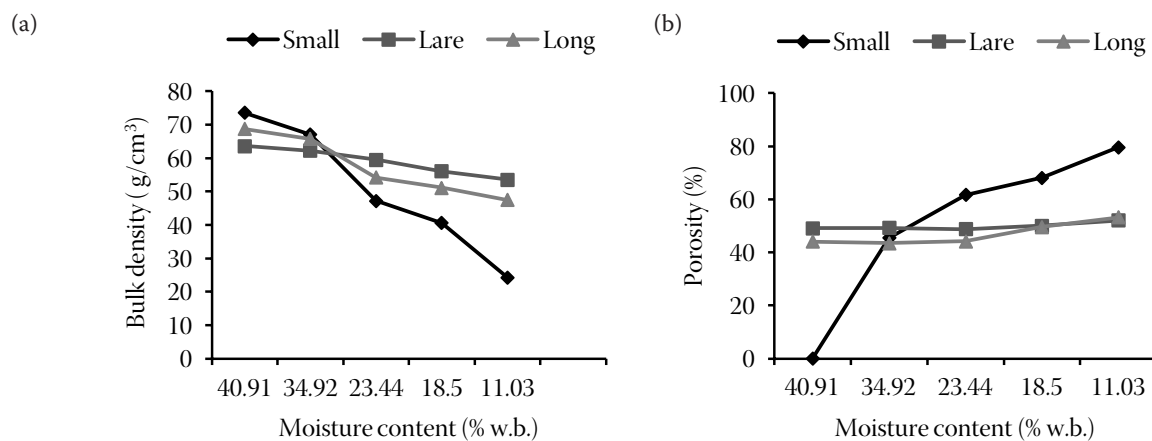 (a)
Small Lare Long
Bulk density ( g/cm³)
80
70
60
50
40
30
20
10
0
40.91 34.92 23.44 18.5 11.03
Moisture content (% w.b.)
(b)
Small Lare Long
Porosity (%)
100
80
60
40
20
0
40.91 34.92 23.44 18.5 11.03
Moisture content (% w.b.)